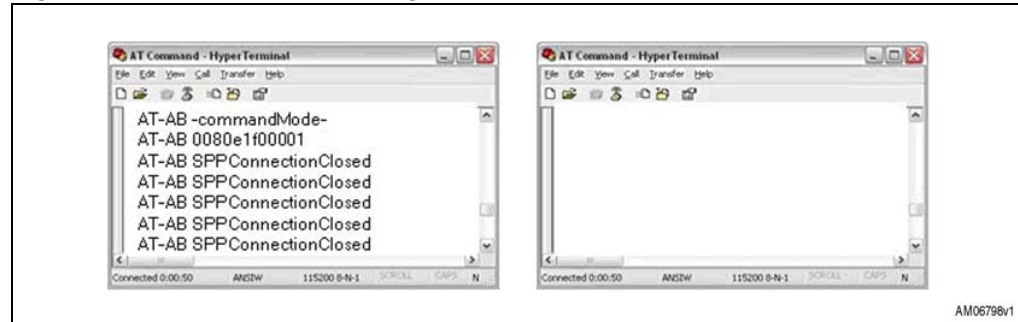 AT Command - HyperTerminal
File Edit View Call Transfer Help
AT-AB -commandMode-
AT-AB 0080e1f00001
AT-AB SPPConnectionClosed
AT-AB SPPConnectionClosed
AT-AB SPPConnectionClosed
AT-AB SPPConnectionClosed
AT-AB SPPConnectionClosed
Connected 0:00:50 ANSIW 115200 8-N-1 SCROLL CAPS N
AT Command - HyperTerminal
File Edit View Call Transfer Help
Connected 0:00:50 ANSIW 115200 8-N-1 SCROLL CAPS N
AM06798v1